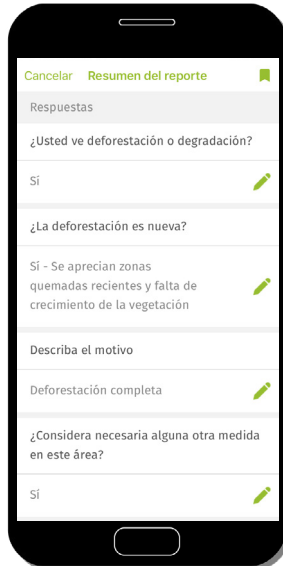 Cancelar Resumen del reporte
Respuestas
¿Usted ve deforestación o degradación?
Sí
¿La deforestación es nueva?
Sí - Se aprecian zonas
quemadas recientes y falta de
crecimiento de la vegetación
Describa el motivo
Deforestación completa
¿Considera necesaria alguna otra medida
en este área?
Sí